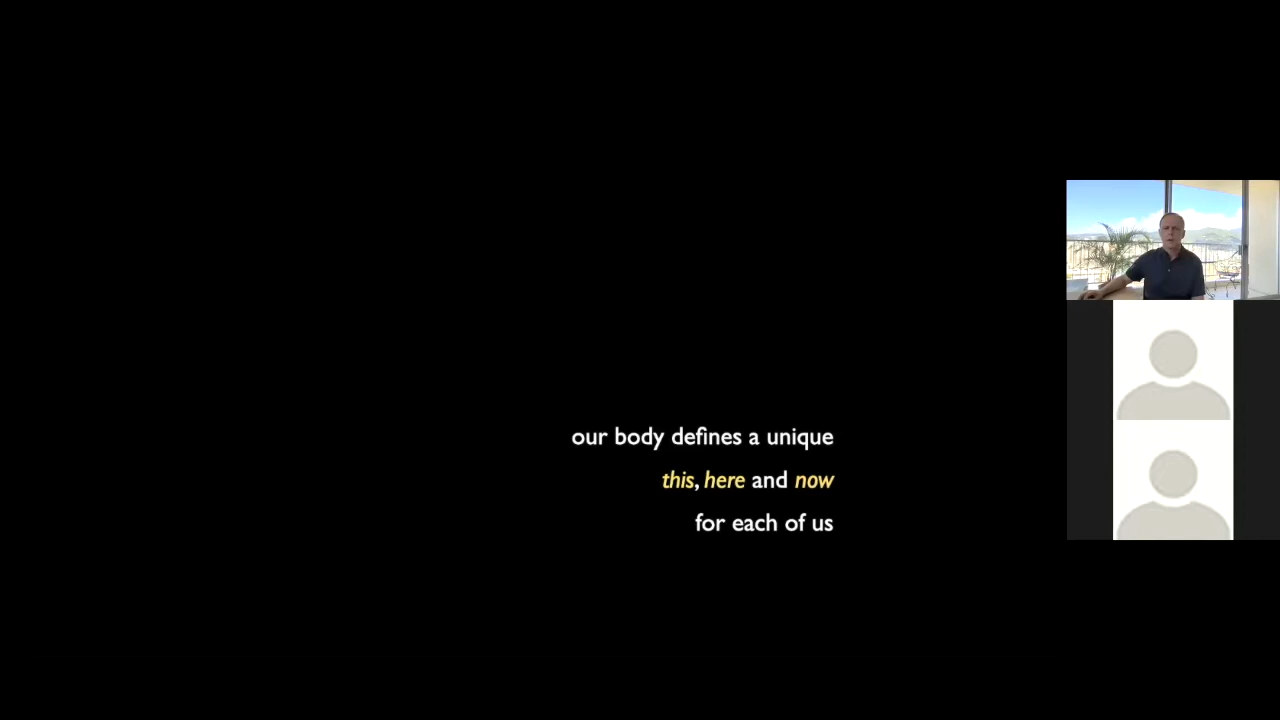 our body defines a unique
this, here and now
for each of us